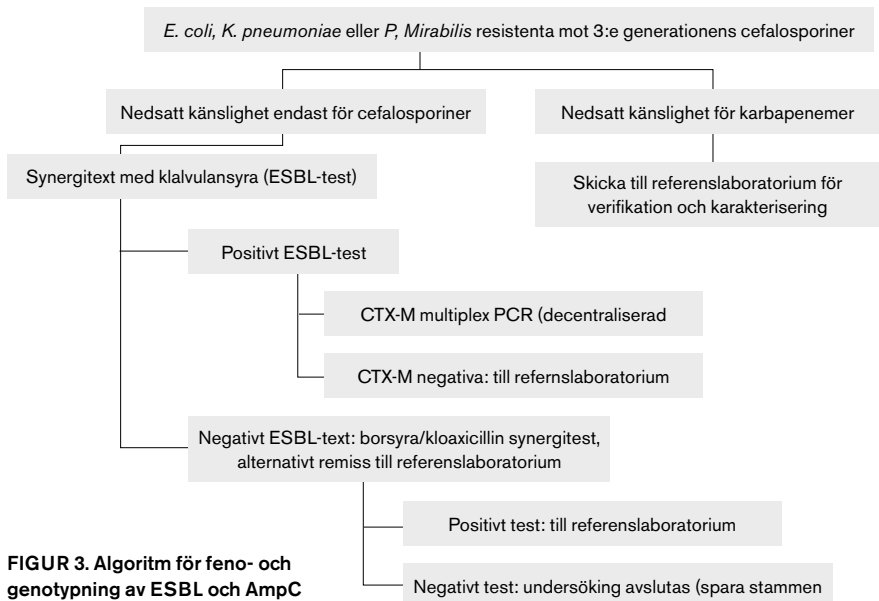 E. coli, K. pneumoniae eller P, Mirabilis resistenta mot 3:e generationens cefalosporiner
Nedsatt känslighet endast för cefalosporiner
Nedsatt känslighet för karbapenemer
Synergitext med klalvulansyra (ESBL-test)
Skicka till referenslaboratorium för
verifikation och karakterisering
Positivt ESBL-test
CTX-M multiplex PCR (decentraliserad
CTX-M negativa: till refernslaboratorium
Negativt ESBL-text: borsyra/kloaxicillin synergitest,
alternativt remiss till referenslaboratorium
Positivt test: till referenslaboratorium
Negativt test: undersöking avslutas (spara stammen
FIGUR 3. Algoritm för feno- och
genotypning av ESBL och AmpC